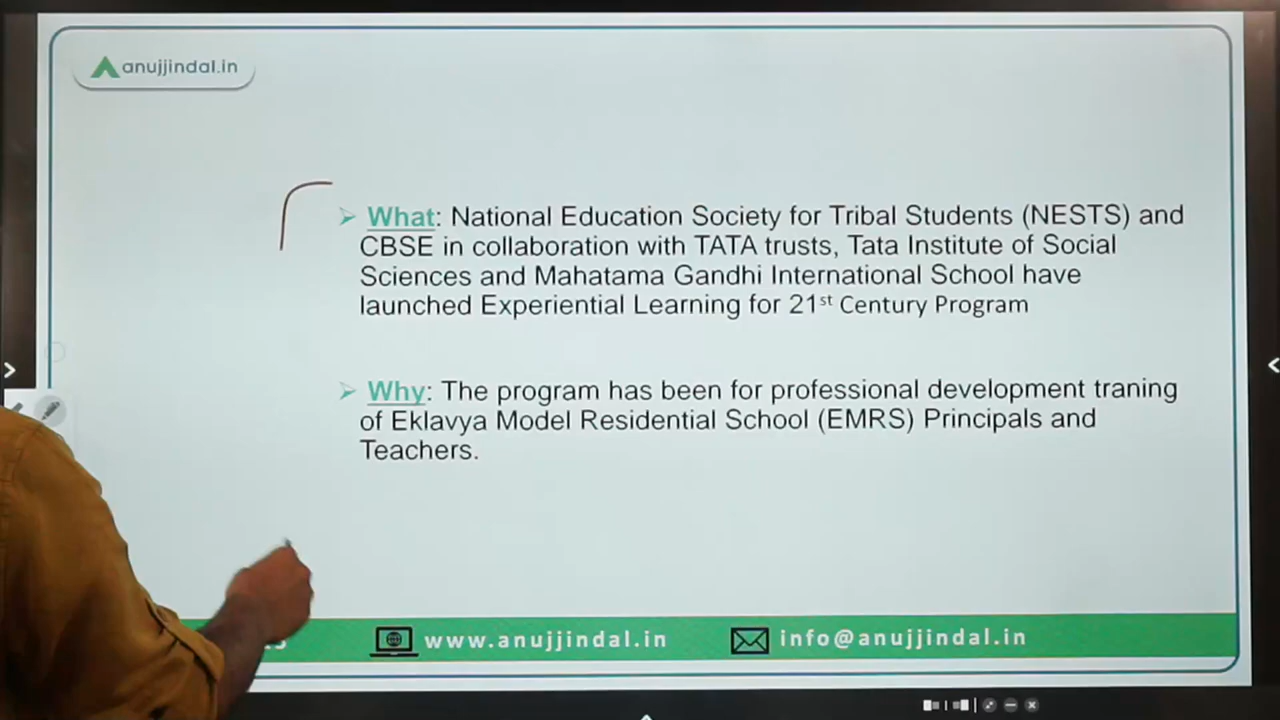 anujjindal.in
➢ What: National Education Society for Tribal Students (NESTS) and
CBSE in collaboration with TATA trusts, Tata Institute of Social
Sciences and Mahatama Gandhi International School have
launched Experiential Learning for 21st Century Program
➢ Why: The program has been for professional development traning
of Eklavya Model Residential School (EMRS) Principals and
Teachers.
www.anujjindal.in
info@anujjindal.in